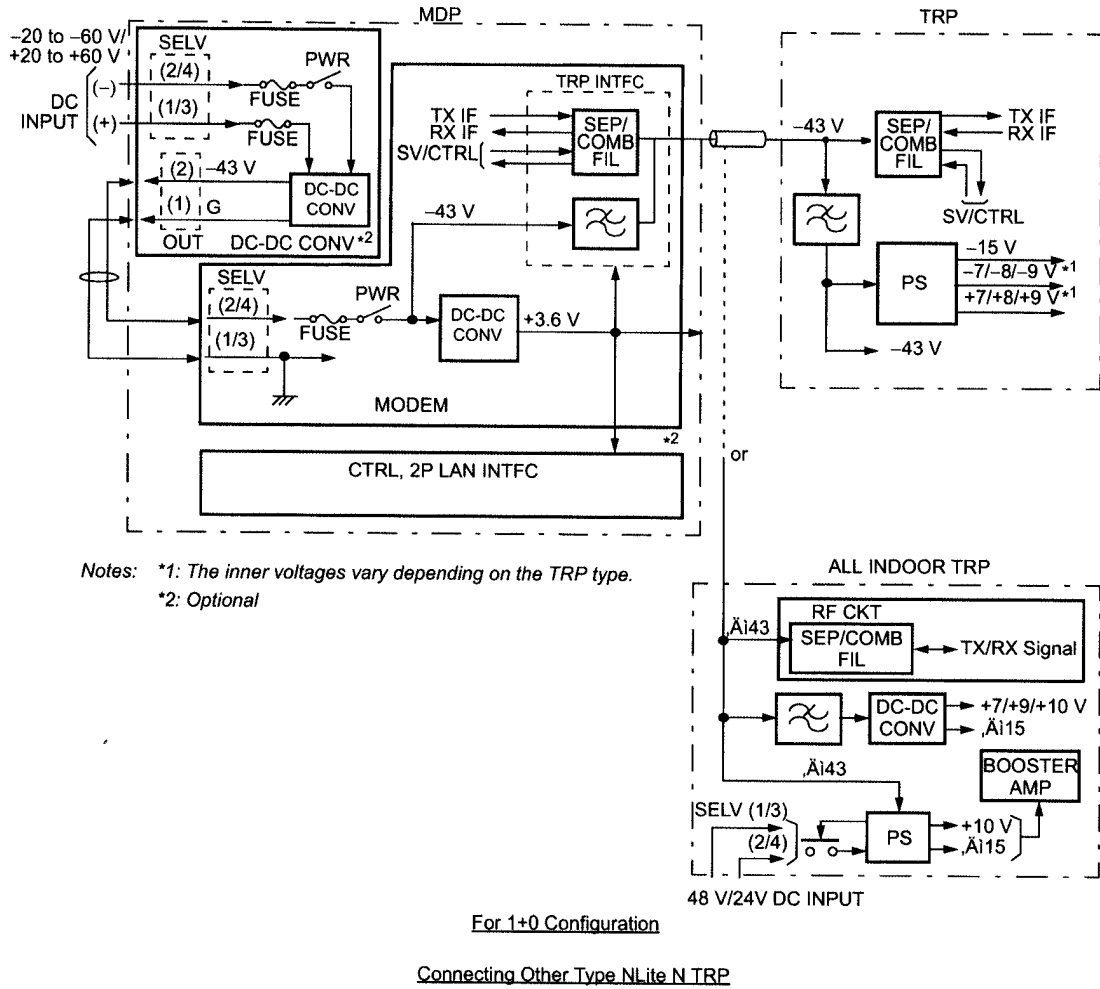 MDP
TRP
–20 to –60 V/
+20 to +60 V
SELV
(2/4)
PWR
(–)
FUSE
DC
INPUT
(1/3)
(+)
FUSE
(2)
–43 V
(1)
G
DC-DC
CONV
OUT
DC-DC CONV*2
TRP INTFC
TX IF
RX IF
SV/CTRL
SEP/
COMB
FIL
–43 V
SELV
(2/4)
(1/3)
FUSE
PWR
DC-DC
CONV
+3.6 V
MODEM
*2
CTRL, 2P LAN INTFC
–43 V
SEP/
COMB
FIL
TX IF
RX IF
SV/CTRL
PS
–15 V
–7/–8/–9 V*1
+7/+8/+9 V*1
–43 V
or
Notes: *1: The inner voltages vary depending on the TRP type.
*2: Optional
ALL INDOOR TRP
RF CKT
‚Äì43
SEP/COMB
FIL
TX/RX Signal
DC-DC
CONV
+7/+9/+10 V
‚Äì15
‚Äì43
BOOSTER
AMP
SELV (1/3)
(2/4)
PS
+10 V
‚Äì15
48 V/24V DC INPUT
For 1+0 Configuration
Connecting Other Type NLite N TRP